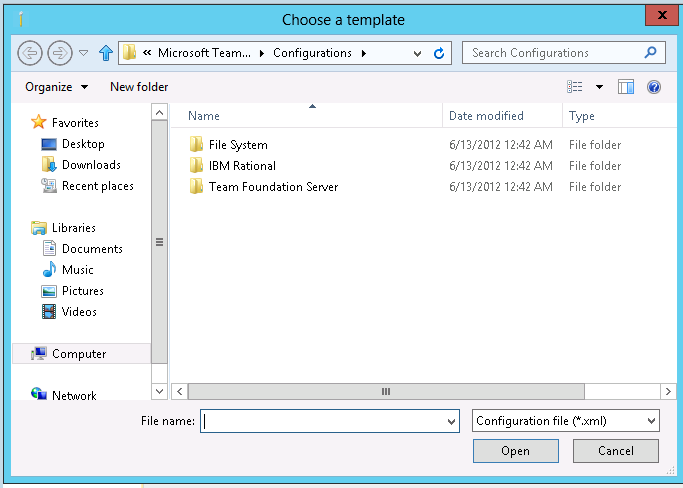 Choose a template
x
« Microsoft Team... Configurations Search Configurations
Organize New folder
Name Date modified Type
Favorites
Desktop
Downloads
Recent places
Libraries
Documents
Music
Pictures
Videos
Computer
Network
File System 6/13/2012 12:42 AM File folder
IBM Rational 6/13/2012 12:42 AM File folder
Team Foundation Server 6/13/2012 12:42 AM File folder
File name: Configuration file (*.xml)
Open Cancel